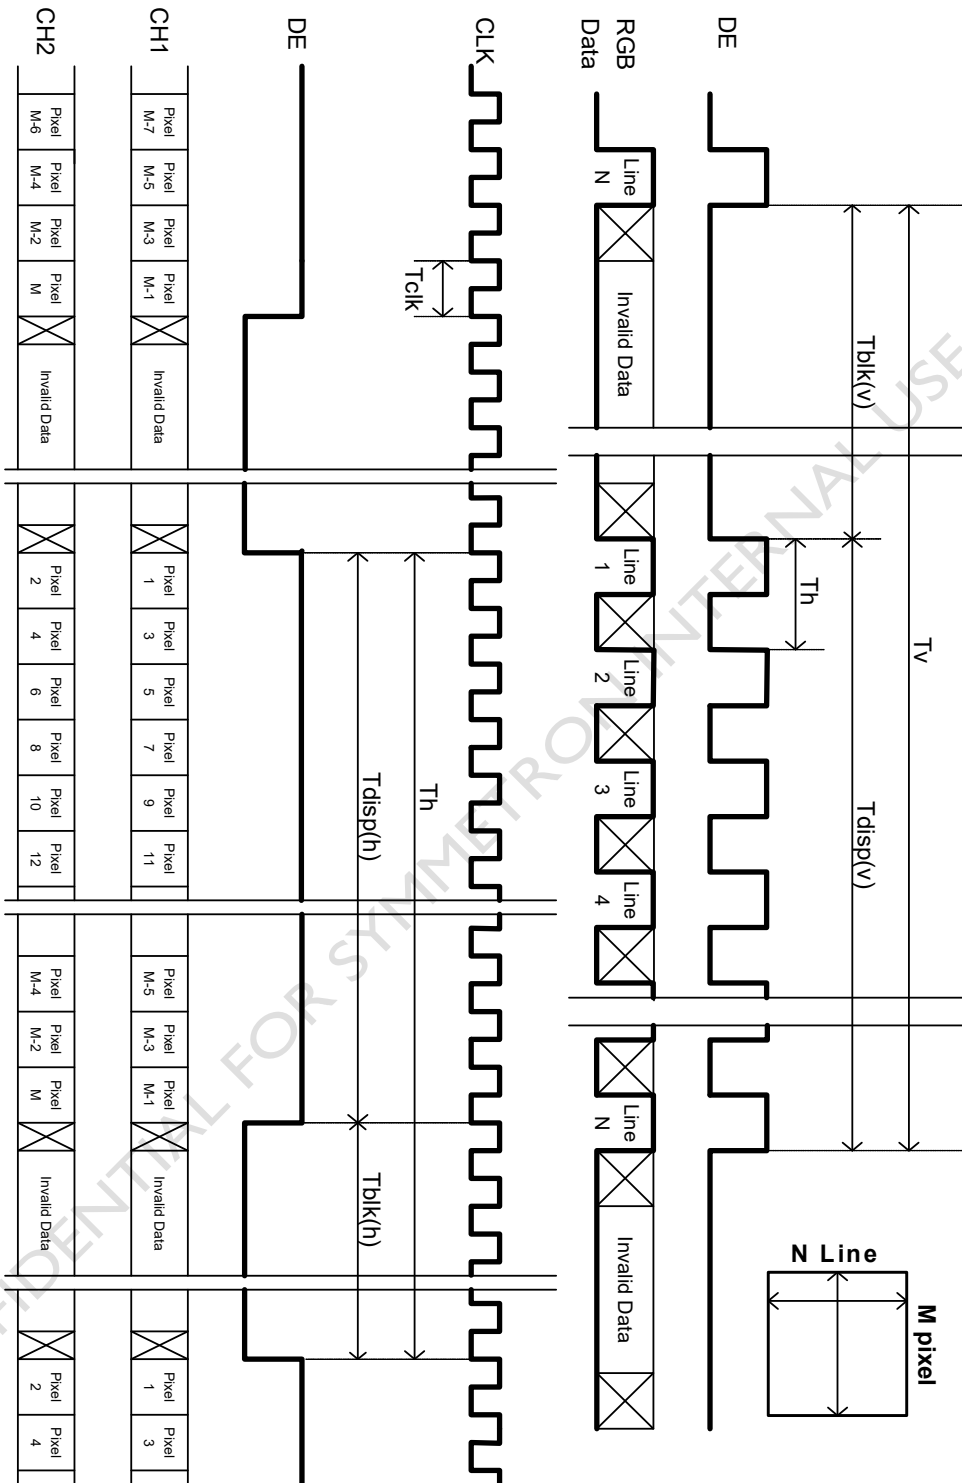 DE
RGB
Data
Line
N
Invalid Data
Line
1
Line
2
Line
3
Line
4
Line
N
Invalid Data
Tblk(v)
Tv
Th
Tdisp(v)
N Line
M pixel
CLK
Tclk
DE
Th
Tdisp(h)
Tblk(h)
CH1
Pixel
M-7
Pixel
M-5
Pixel
M-3
Pixel
M-1
Invalid Data
Pixel
1
Pixel
3
Pixel
5
Pixel
7
Pixel
9
Pixel
11
Pixel
M-5
Pixel
M-3
Pixel
M-1
Invalid Data
Pixel
1
Pixel
3
CH2
Pixel
M-6
Pixel
M-4
Pixel
M-2
Pixel
M
Invalid Data
Pixel
2
Pixel
4
Pixel
6
Pixel
8
Pixel
10
Pixel
12
Pixel
M-4
Pixel
M-2
Pixel
M
Invalid Data
Pixel
2
Pixel
4
FIDENTIAL FOR SYMMETRON INTERNAL USE